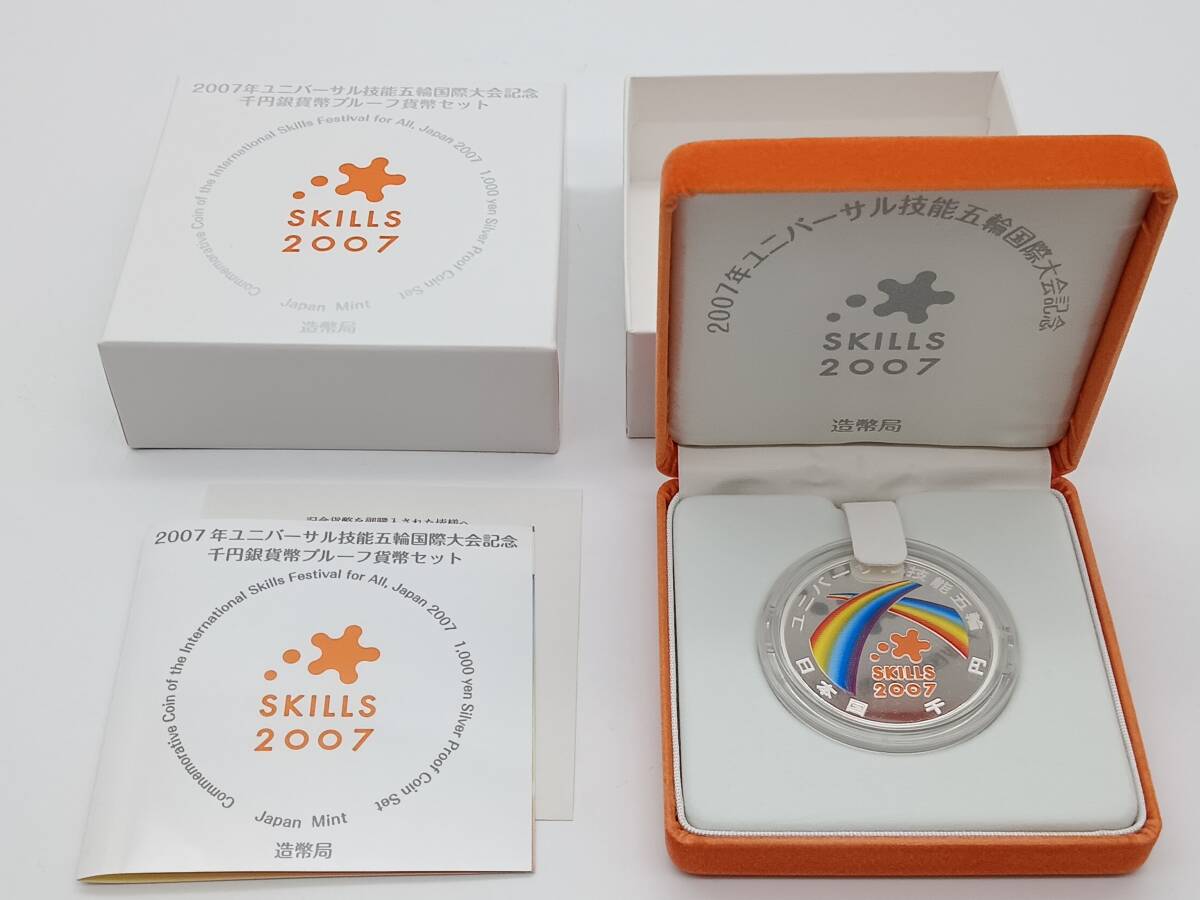 2007年ユニバーサル技能五輪国際大会記念
千円銀貨幣プルーフ貨幣セット
Commemorative Coin of the International Skills Festival for All, Japan 2007 1,000 yen Silver Proof Coin Set
SKILLS
2007
Japan Mint
造幣局
2007年ユニバーサル技能五輪国際大会記念
SKILLS
2007
造幣局
2007年ユニバーサル技能五輪国際大会記念
千円銀貨幣プルーフ貨幣セット
Commemorative Coin of the International Skills Festival for All, Japan 2007 1,000 yen Silver Proof Coin Set
SKILLS
2007
Japan Mint
造幣局
技能五輪
SKILLS
2007
日本国千円